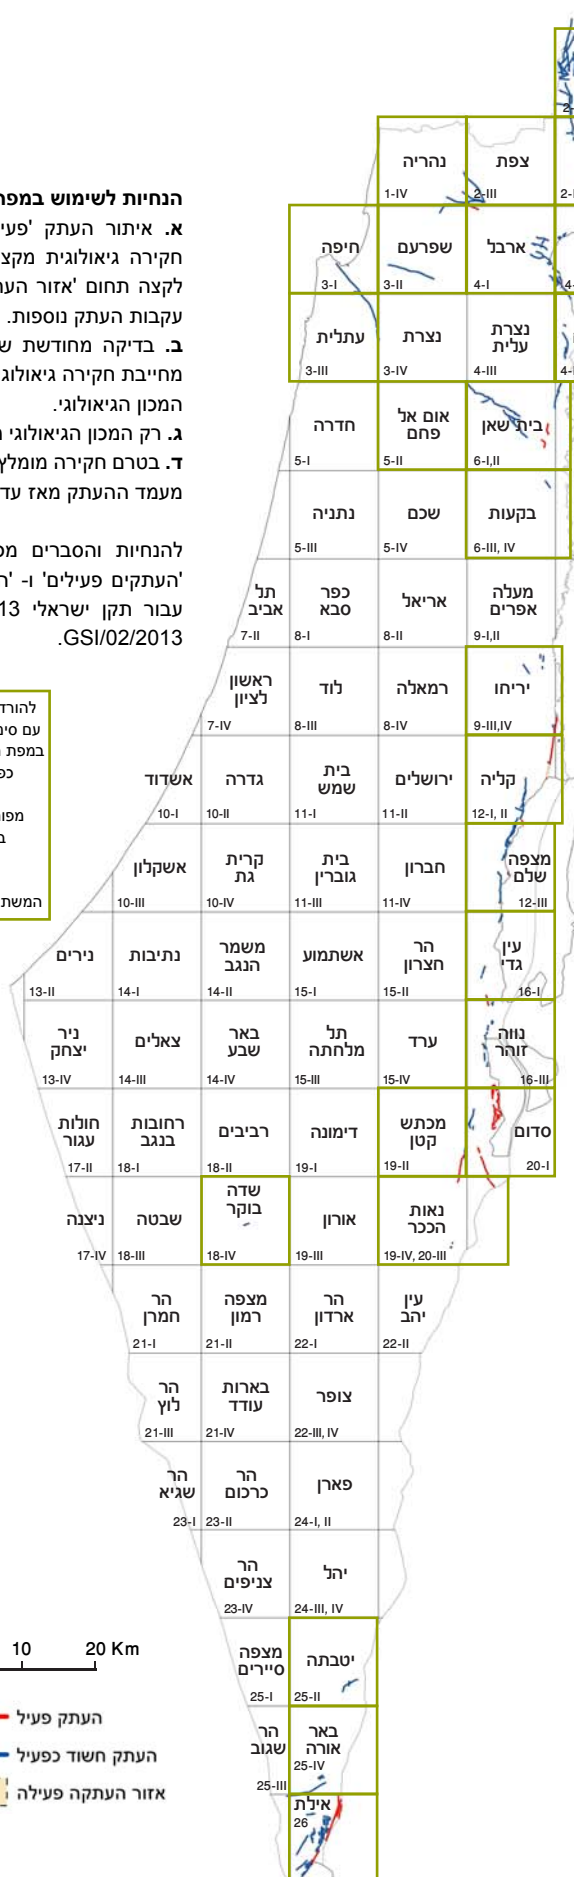 הנחיות לשימוש
א. איתור העתק
חקירה גיאולוגית
לקצה תחום 'אזור
עקבות העתק נוספות.
ב. בדיקה מחודשת
מחייבת חקירה
המכון הגיאולוגי.
ג. רק המכון הגיאולוגי
ד. בטרם חקירה מומלץ
מעמד ההעתק מאז
להנחיות והסברים
'העתקים פעילים' ו-
עבור תקן ישראלי
GSI/02/2013.
עם
במפת
המשת
נהריה
1-IV
צפת
2-III
חיפה
3-I
שפרעם
3-II
ארבל
4-I
עתלית
3-III
נצרת
3-IV
נצרת
עלית
4-III
חדרה
5-I
אום אל
פחם
5-II
בית שאן
6-I,II
נתניה
5-III
שכם
5-IV
בקעות
6-III, IV
תל
אביב
7-II
כפר
סבא
8-I
אריאל
8-II
מעלה
אפרים
9-I,II
ראשון
לציון
7-IV
לוד
8-III
רמאלה
8-IV
יריחו
9-III,IV
אשדוד
10-I
גדרה
10-II
בית
שמש
11-I
ירושלים
11-II
קליה
12-I, II
אשקלון
10-III
קרית
גת
10-IV
בית
גוברין
11-III
חברון
11-IV
מצפה
שלם
12-III
נירים
13-II
נתיבות
14-I
משמר
הנגב
14-II
אשתמוע
15-I
הר
חצרון
15-II
עין
גדי
16-I
ניר
יצחק
13-IV
צאלים
14-III
באר
שבע
14-IV
תל
מלחתה
15-III
ערד
15-IV
נווה
זוהר
16-III
חולות
עגור
17-II
רחובות
בנגב
18-I
רביבים
18-II
דימונה
19-I
מכתש
קטן
19-II
סדום
20-I
ניצנה
17-IV
שבטה
18-III
שדה
בוקר
18-IV
אורון
19-III
נאות
הככר
19-IV, 20-III
הר
חמרן
21-I
מצפה
רמון
21-II
הר
ארדון
22-I
עין
יהב
22-II
הר
לוץ
21-III
בארות
עודד
21-IV
צופר
22-III, IV
הר
שגיא
23-I
הר
כרכום
23-II
פארן
24-I, II
הר
צניפים
23-IV
יהל
24-III, IV
מצפה
סיירים
25-I
יטבתה
25-II
הר
שגוב
25-III
באר
אורה
25-IV
אילת
26
10 20 Km
העתק פעיל
העתק חשוד כפעיל
אזור העתקה פעילה